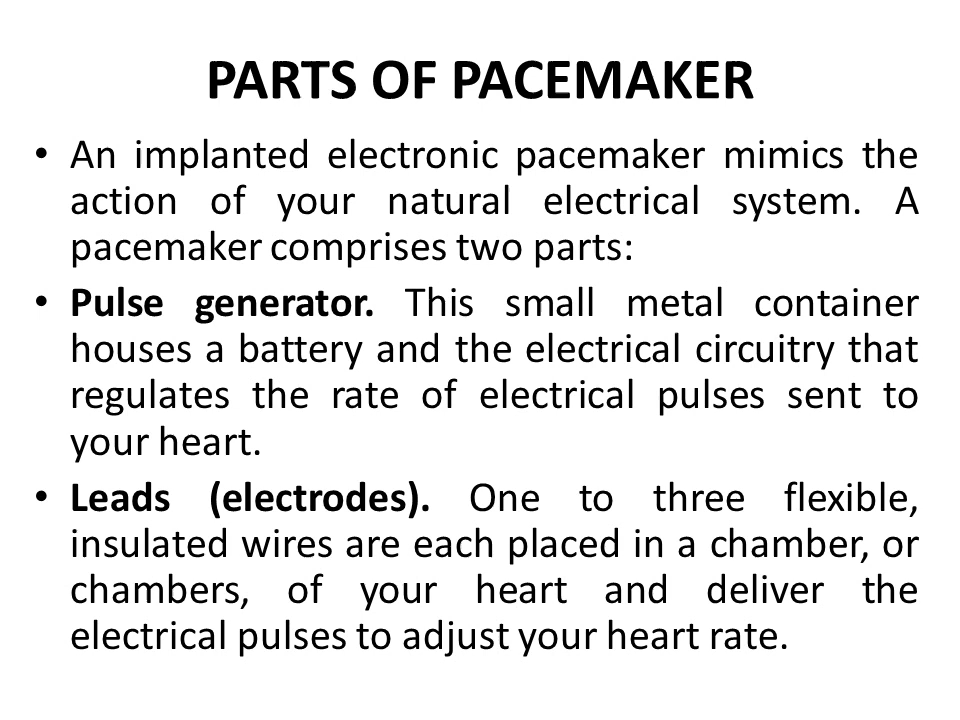 PARTS OF PACEMAKER
• An implanted electronic pacemaker mimics the
action of your natural electrical system. A
pacemaker comprises two parts:
• Pulse generator. This small metal container
houses a battery and the electrical circuitry that
regulates the rate of electrical pulses sent to
your heart.
• Leads (electrodes). One to three flexible,
insulated wires are each placed in a chamber, or
chambers, of your heart and deliver the
electrical pulses to adjust your heart rate.